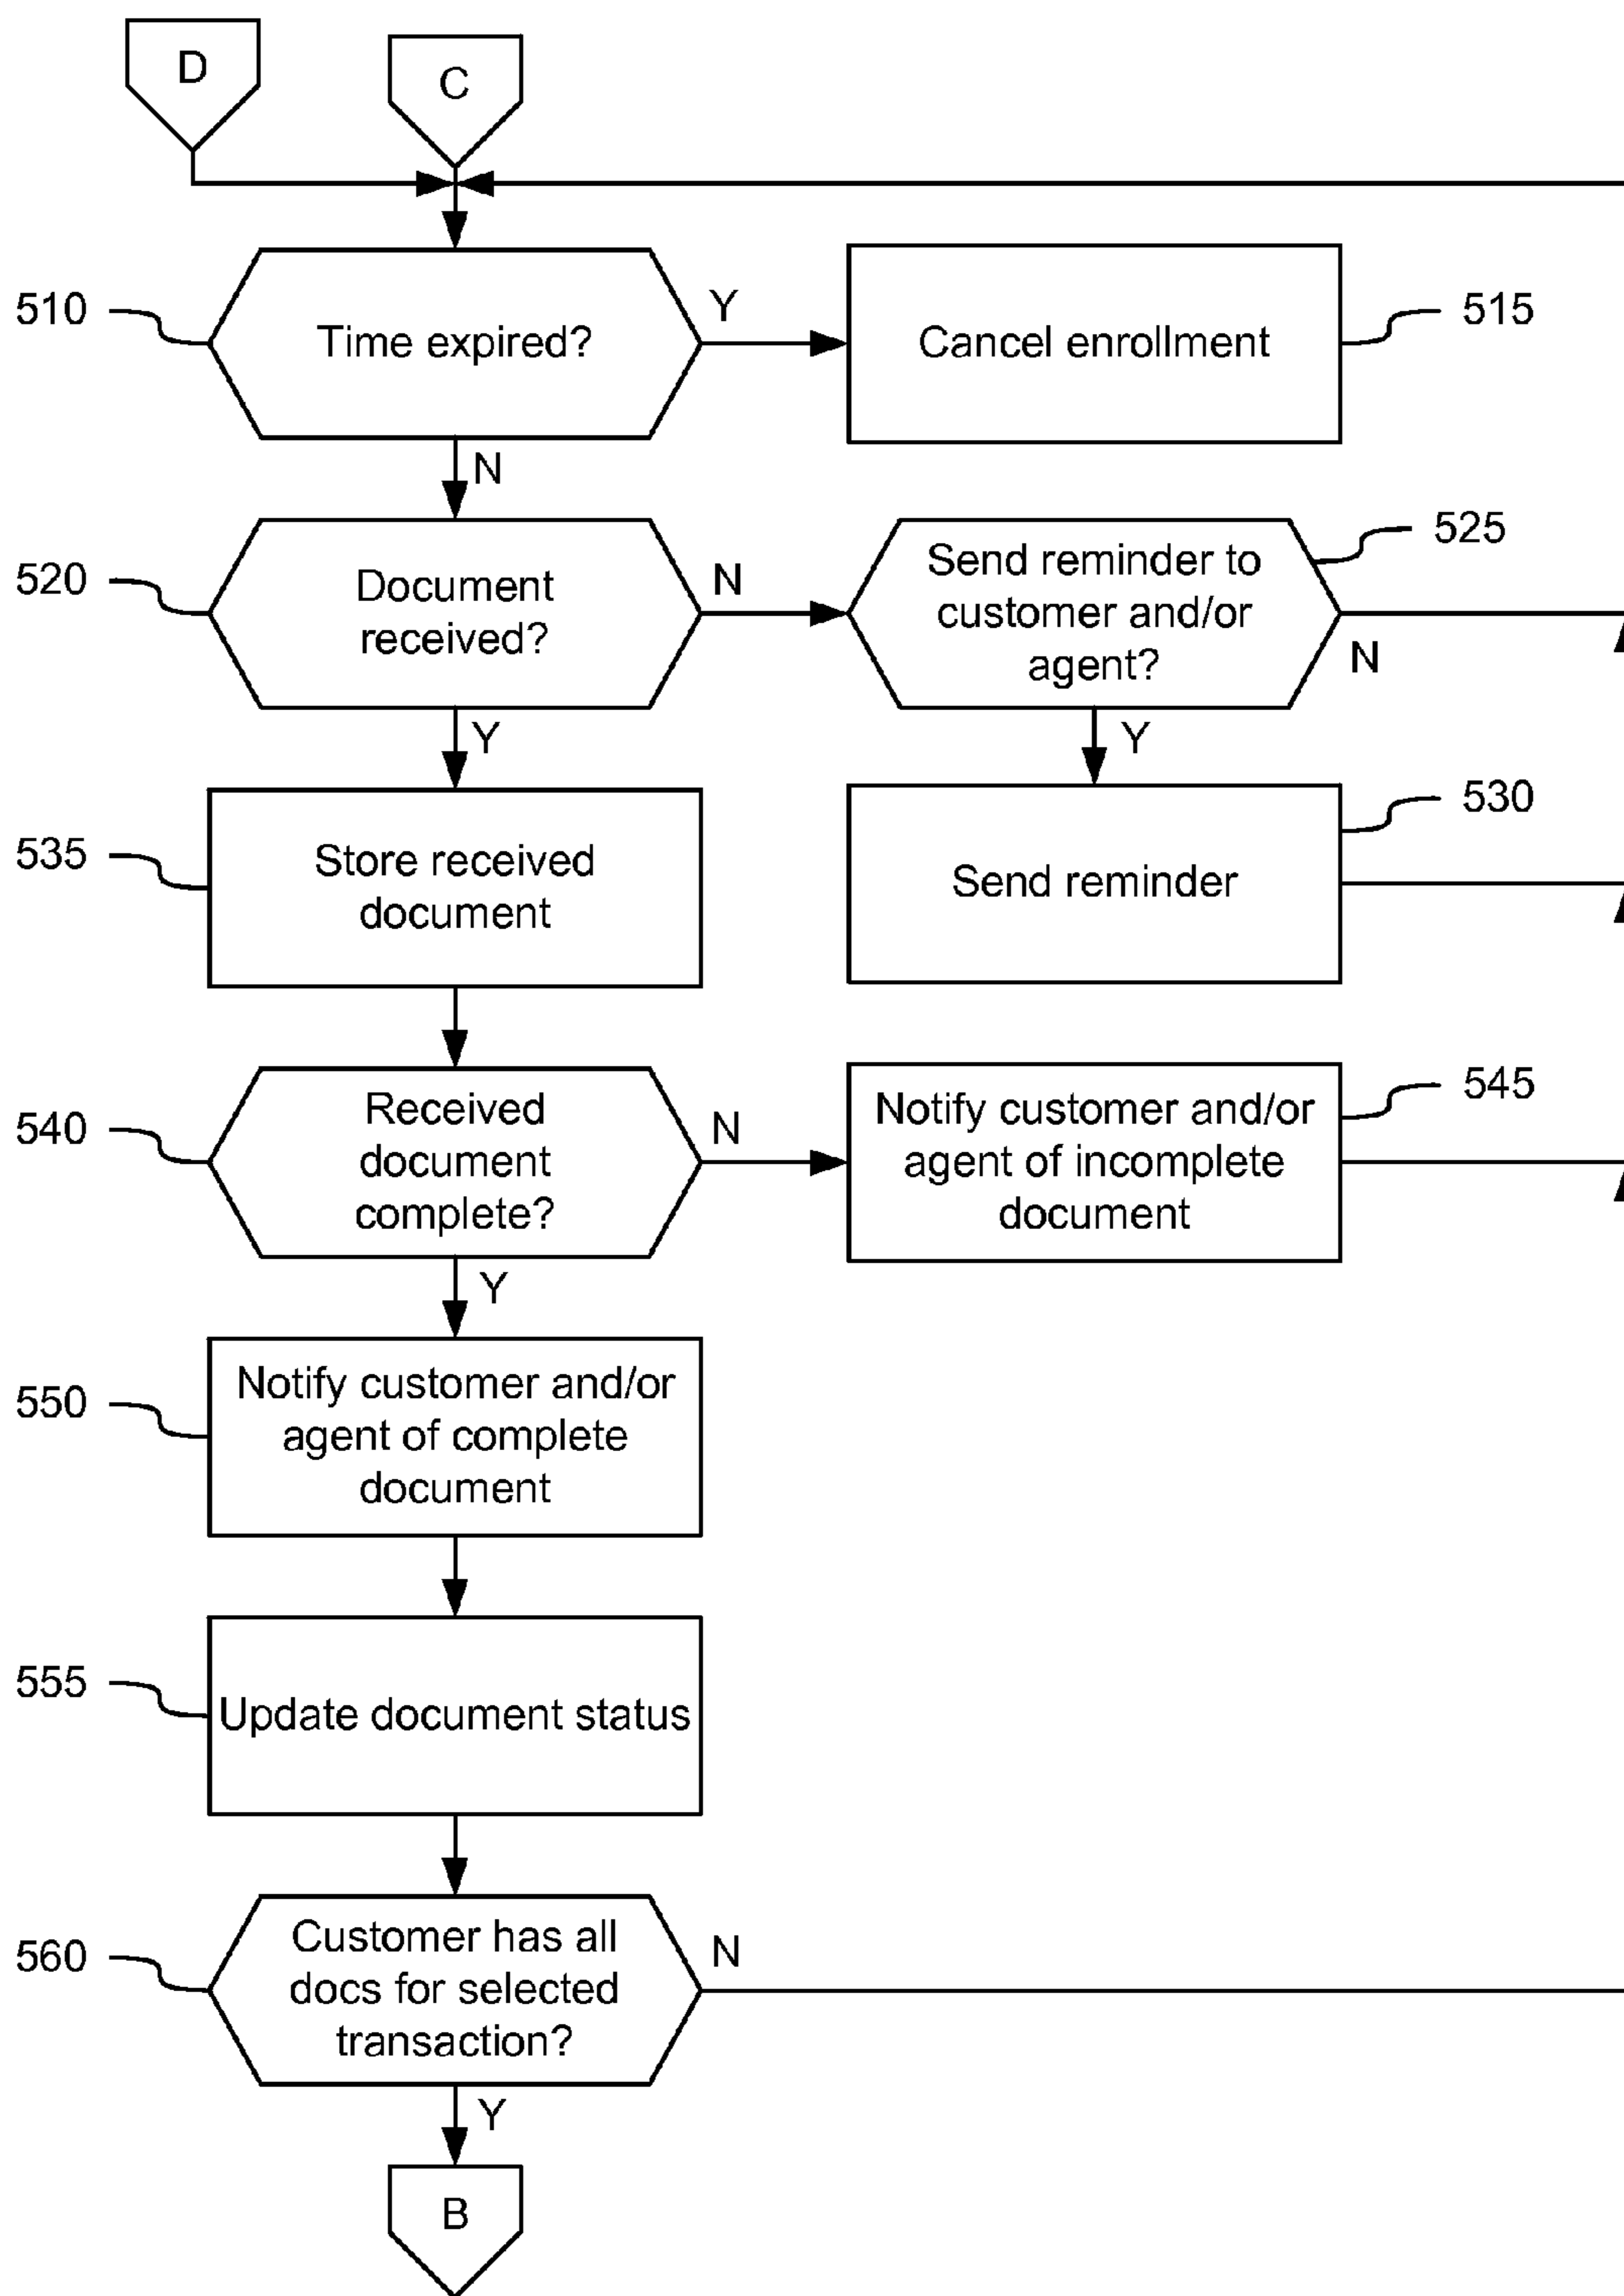 D
C
510
Time expired?
Y
Cancel enrollment
515
N
520
Document
received?
N
Send reminder to
customer and/or
agent?
525
N
Y
Y
535
Store received
document
Send reminder
530
540
Received
document
complete?
N
Notify customer and/or
agent of incomplete
document
545
Y
550
Notify customer and/or
agent of complete
document
555
Update document status
560
Customer has all
docs for selected
transaction?
N
Y
B